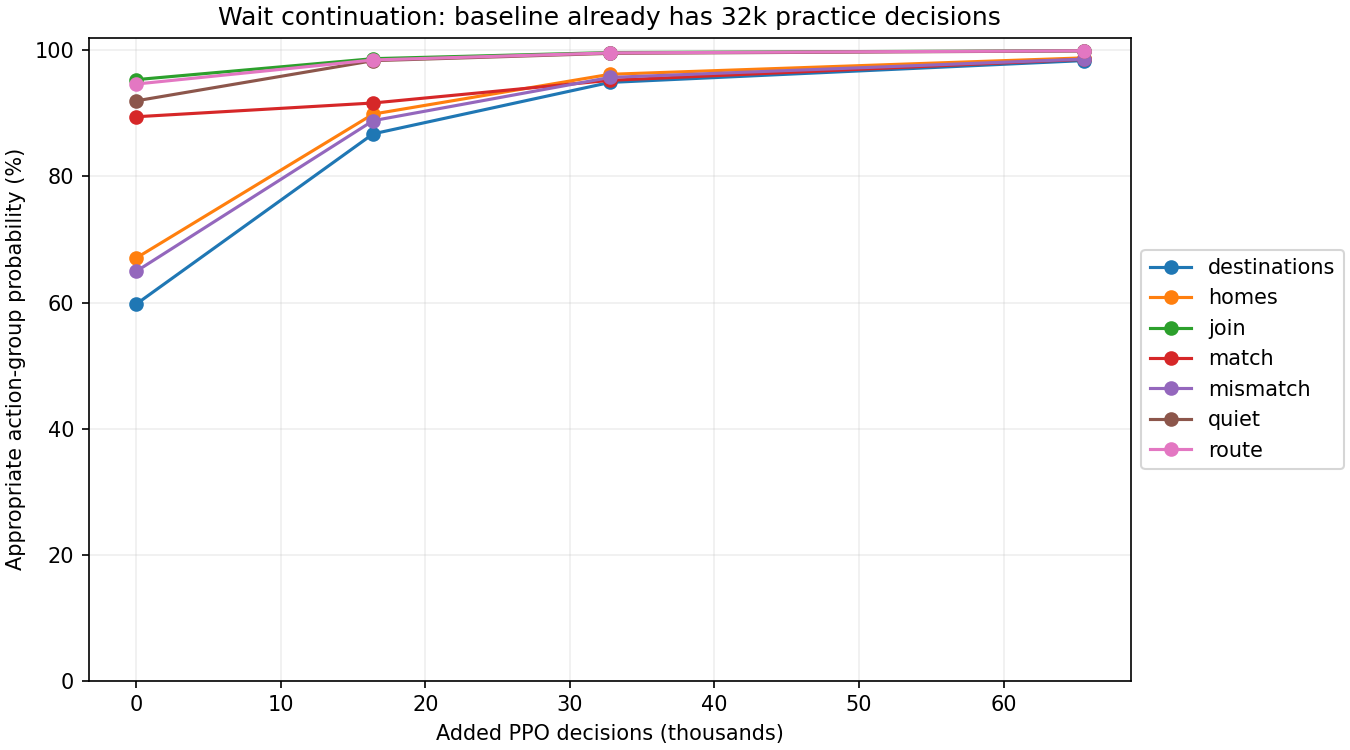 Wait continuation: baseline already has 32k practice decisions
Appropriate action-group probability (%)
100
80
60
40
20
0
0 10 20 30 40 50 60
Added PPO decisions (thousands)
destinations
homes
join
match
mismatch
quiet
route